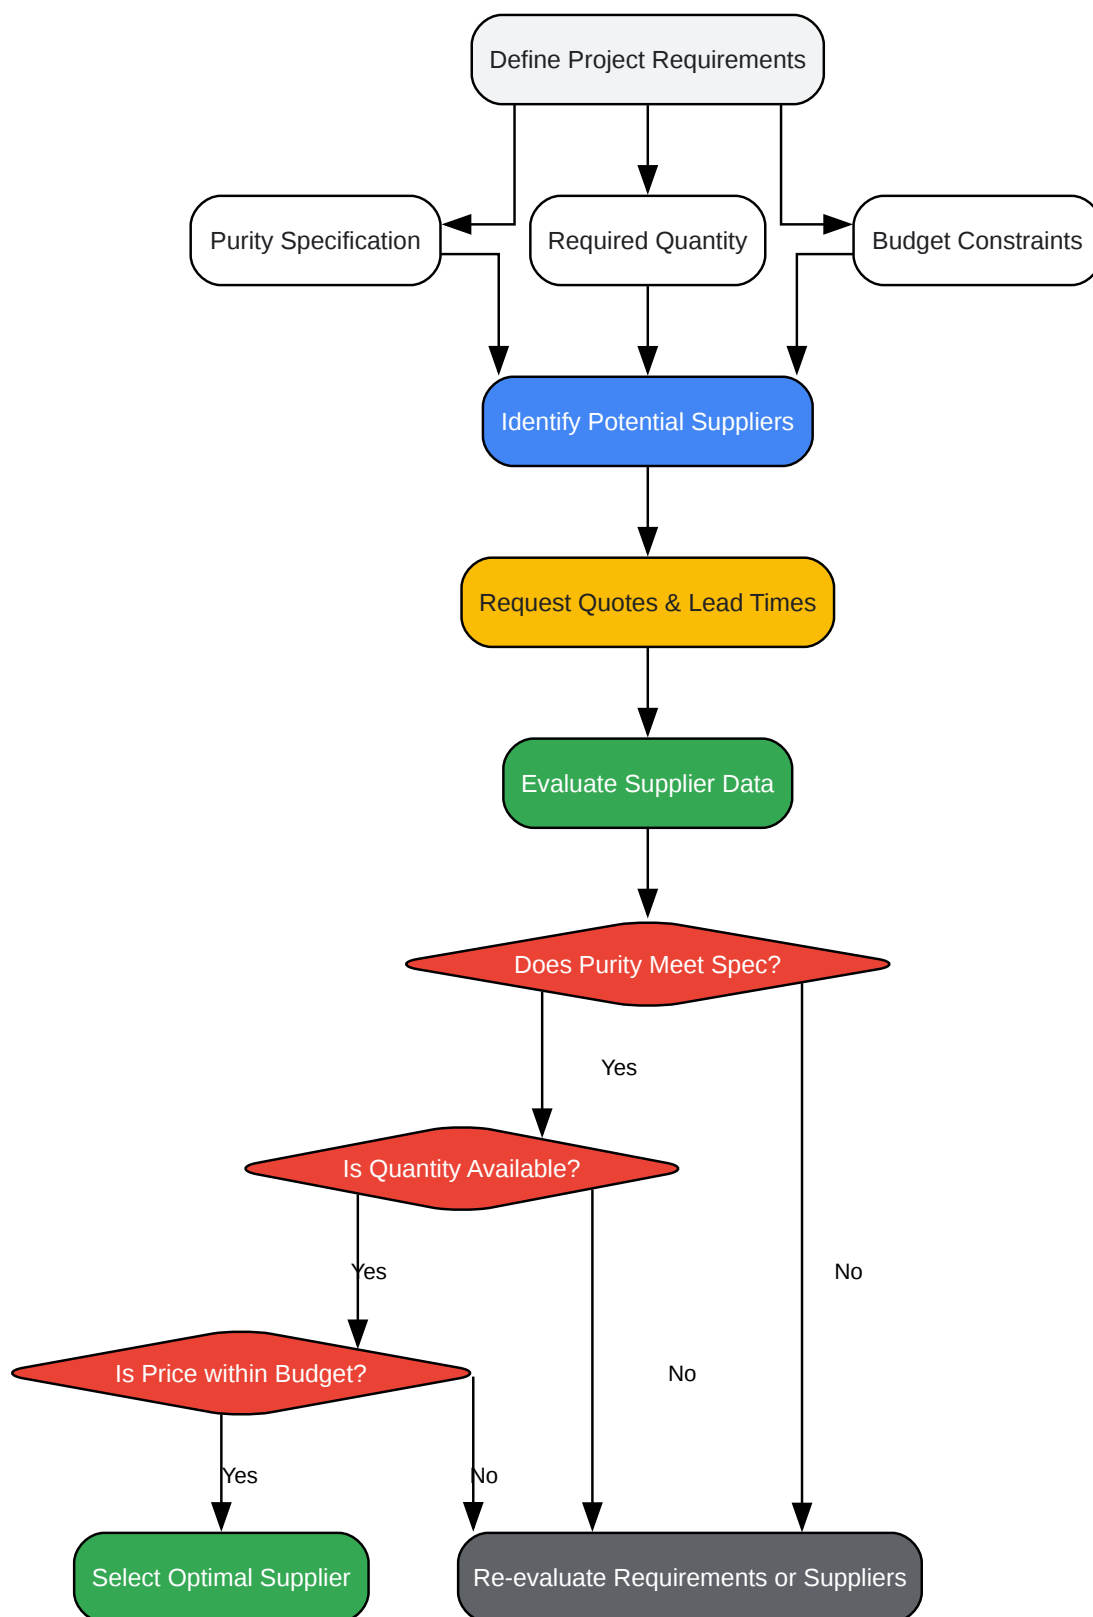 Define Project Requirements
Purity Specification
Required Quantity
Budget Constraints
Identify Potential Suppliers
Request Quotes & Lead Times
Evaluate Supplier Data
Does Purity Meet Spec?
Yes
Is Quantity Available?
Yes
No
Is Price within Budget?
No
Yes
No
Select Optimal Supplier
Re-evaluate Requirements or Suppliers